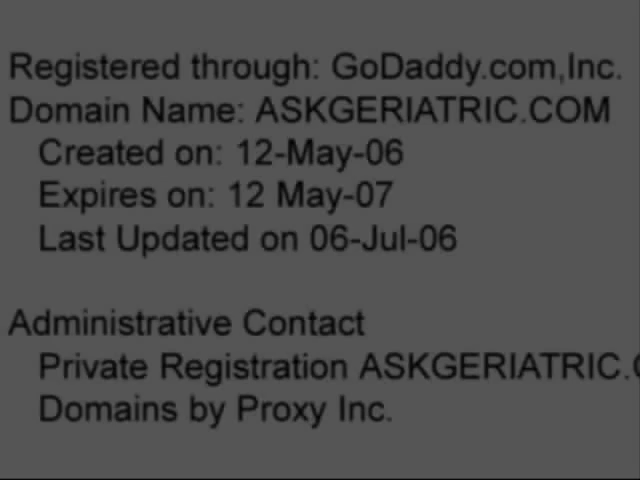 Registered through: GoDaddy.com,Inc.
Domain Name: ASKGERIATRIC.COM
Created on: 12-May-06
Expires on: 12 May-07
Last Updated on 06-Jul-06
Administrative Contact
Private Registration ASKGERIATRIC.
Domains by Proxy Inc.